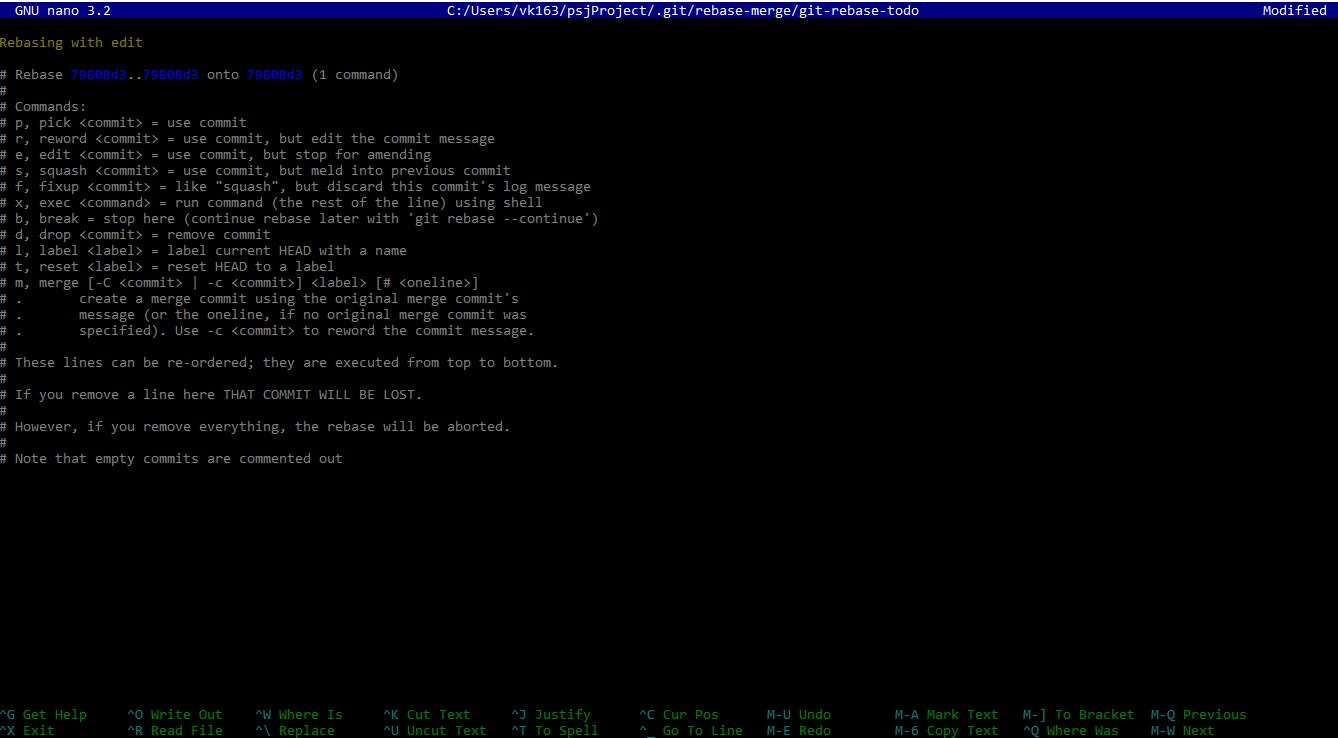 GNU nano 3.2 C:/Users/vk163/psjProject/.git/rebase-merge/git-rebase-todo Modified
Rebasing with edit
# Rebase 79808d3..79808d3 onto 79808d3 (1 command)
#
# Commands:
# p, pick <commit> = use commit
# r, reword <commit> = use commit, but edit the commit message
# e, edit <commit> = use commit, but stop for amending
# s, squash <commit> = use commit, but meld into previous commit
# f, fixup <commit> = like "squash", but discard this commit's log message
# x, exec <command> = run command (the rest of the line) using shell
# b, break = stop here (continue rebase later with 'git rebase --continue')
# d, drop <commit> = remove commit
# l, label <label> = label current HEAD with a name
# t, reset <label> = reset HEAD to a label
# m, merge [-C <commit> | -c <commit>] <label> [# <oneline>]
# .       create a merge commit using the original merge commit's
# .       message (or the oneline, if no original merge commit was
# .       specified). Use -c <commit> to reword the commit message.
#
# These lines can be re-ordered; they are executed from top to bottom.
#
# If you remove a line here THAT COMMIT WILL BE LOST.
#
# However, if you remove everything, the rebase will be aborted.
#
# Note that empty commits are commented out
^G Get Help ^O Write Out ^W Where Is ^K Cut Text ^J Justify ^C Cur Pos M-U Undo M-A Mark Text M-] To Bracket M-Q Previous
^X Exit ^R Read File ^\ Replace ^U Uncut Text ^T To Spell ^_ Go To Line M-E Redo M-6 Copy Text ^Q Where Was M-W Next